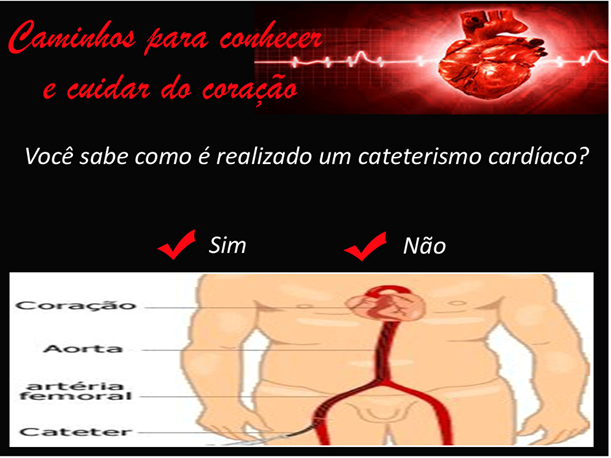 Caminhos para conhecer
e cuidar do coração
Você sabe como é realizado um cateterismo cardíaco?
Sim
Não
Coração
Aorta
artéria
femoral
Cateter